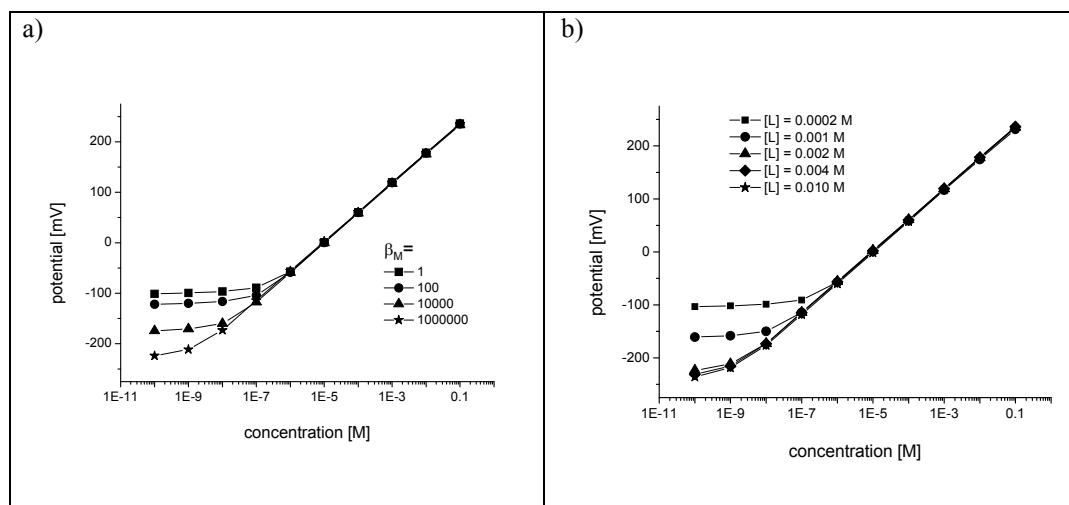 a)
200
100
0
-100
-200
potential [mV]
β_M=
1
100
10000
1000000
1E-11 1E-9 1E-7 1E-5 1E-3 0.1
concentration [M]
b)
200
100
0
-100
-200
potential [mV]
[L] = 0.0002 M
[L] = 0.001 M
[L] = 0.002 M
[L] = 0.004 M
[L] = 0.010 M
1E-11 1E-9 1E-7 1E-5 1E-3 0.1
concentration [M]